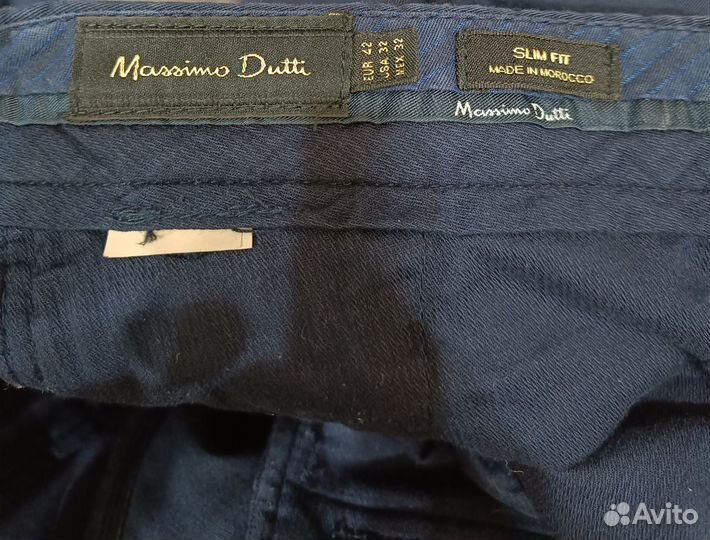 Massimo Dutti
EUR 42
USA 32
MEX 32
SLIM FIT
MADE IN MOROCCO
Massimo Dutti
Avito